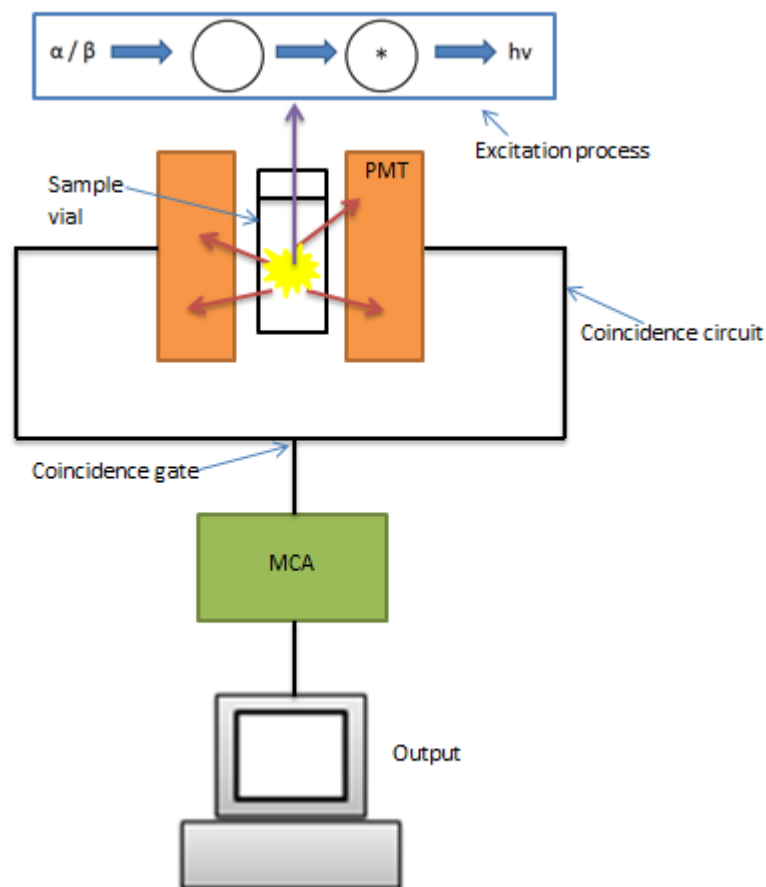 α / β
*
hν
Excitation process
Sample
vial
PMT
Coincidence circuit
Coincidence gate
MCA
Output